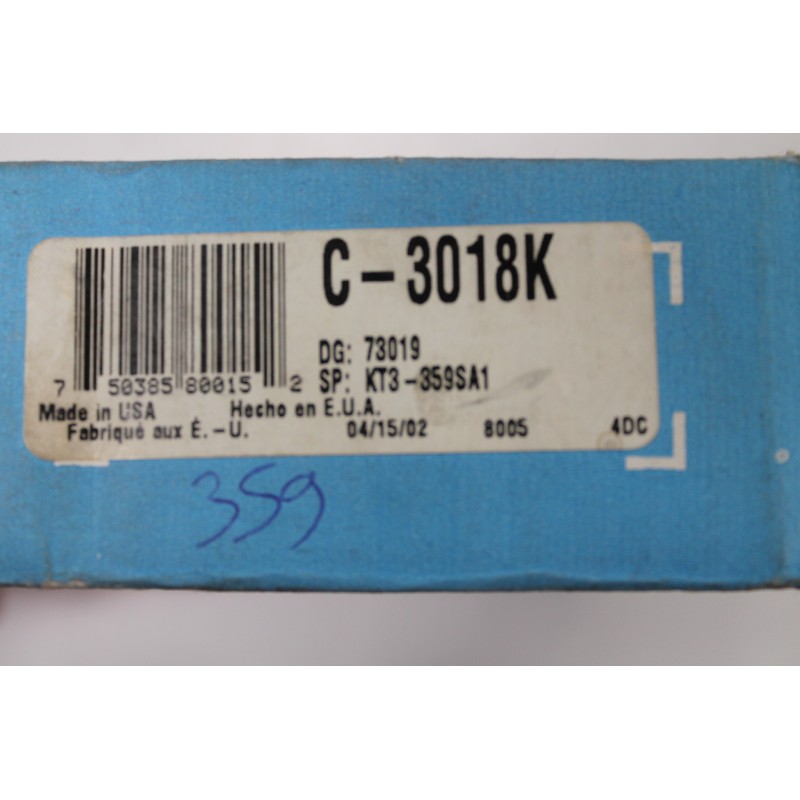 C-3018K
DG: 73019
7 50385 80015 2 SP: KT3-359SA1
Made in USA Hecho en E.U.A.
Fabriqué aux É.-U. 04/15/02 8005 4DC
359